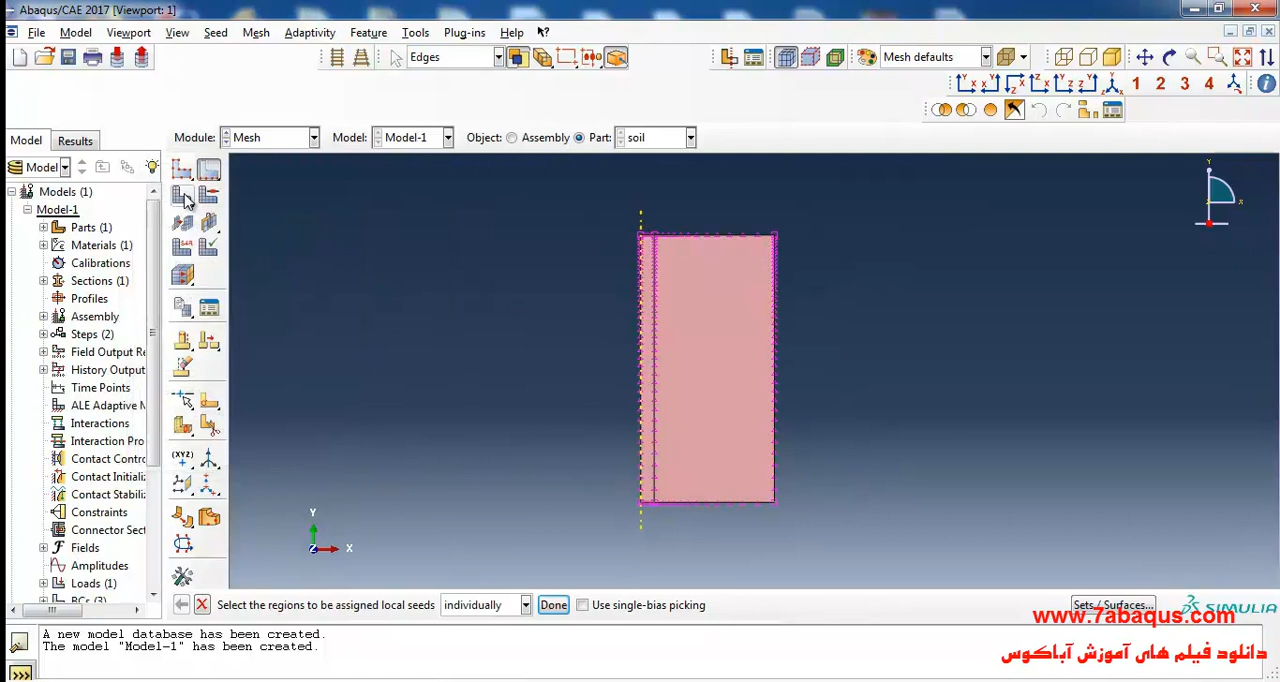 Abaqus/CAE 2017 [Viewport: 1]
File Model Viewport View Seed Mesh Adaptivity Feature Tools Plug-ins Help
Edges
Mesh defaults
1 2 3 4
Model Results
Module: Mesh Model: Model-1 Object: Assembly Part: soil
Model
Models (1)
Model-1
Parts (1)
Materials (1)
Calibrations
Sections (1)
Profiles
Assembly
Steps (2)
Field Output Re
History Output
Time Points
ALE Adaptive M
Interactions
Interaction Pro
Contact Contro
Contact Initializ
Contact Stabiliz
Constraints
Connector Sect
Fields
Amplitudes
Loads (1)
BCs (3)
Y
X
Y
Z X
Select the regions to be assigned local seeds individually Done Use single-bias picking
Sets / Surfaces...
SIMULIA
www.7abaqus.com
A new model database has been created.
The model "Model-1" has been created.
دانلود فیلم های آموزش آباکوس
>>>